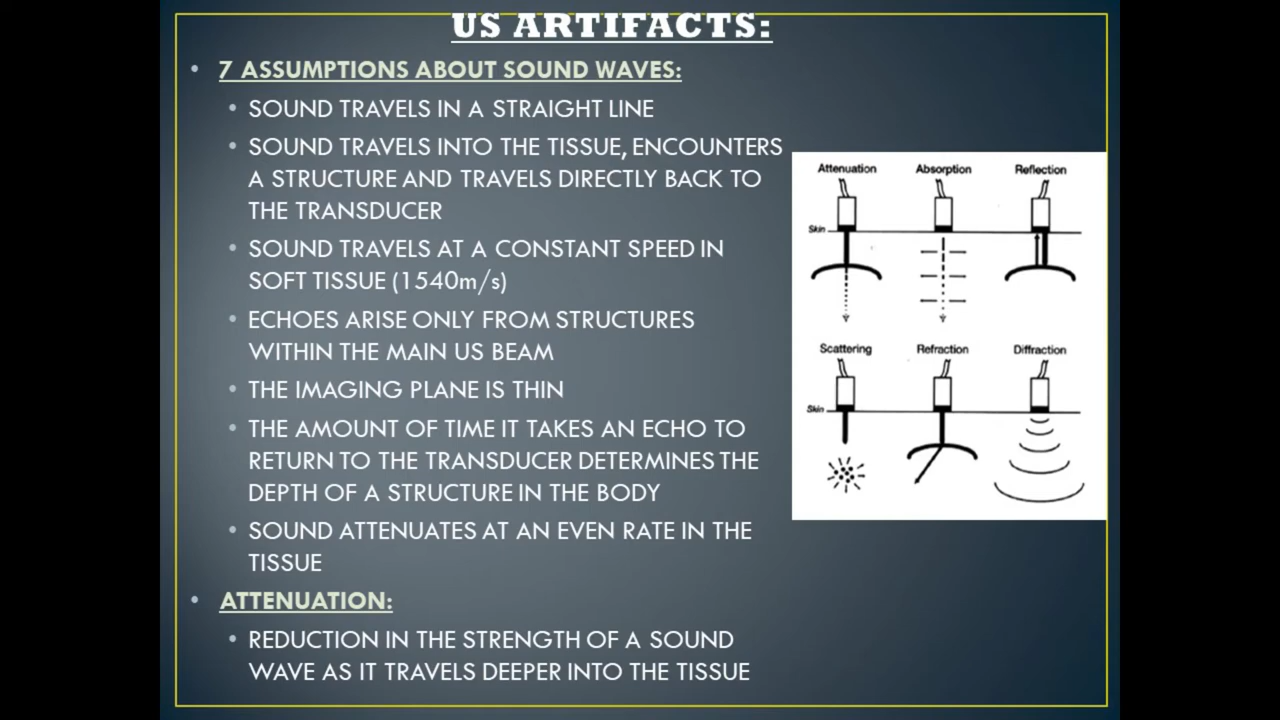 US ARTIFACTS:
• 7 ASSUMPTIONS ABOUT SOUND WAVES:
• SOUND TRAVELS IN A STRAIGHT LINE
• SOUND TRAVELS INTO THE TISSUE, ENCOUNTERS
A STRUCTURE AND TRAVELS DIRECTLY BACK TO
THE TRANSDUCER
• SOUND TRAVELS AT A CONSTANT SPEED IN
SOFT TISSUE (1540m/s)
• ECHOES ARISE ONLY FROM STRUCTURES
WITHIN THE MAIN US BEAM
• THE IMAGING PLANE IS THIN
• THE AMOUNT OF TIME IT TAKES AN ECHO TO
RETURN TO THE TRANSDUCER DETERMINES THE
DEPTH OF A STRUCTURE IN THE BODY
• SOUND ATTENUATES AT AN EVEN RATE IN THE
TISSUE
• ATTENUATION:
• REDUCTION IN THE STRENGTH OF A SOUND
WAVE AS IT TRAVELS DEEPER INTO THE TISSUE
Attenuation Absorption Reflection
Skin
Scattering Refraction Diffraction
Skin